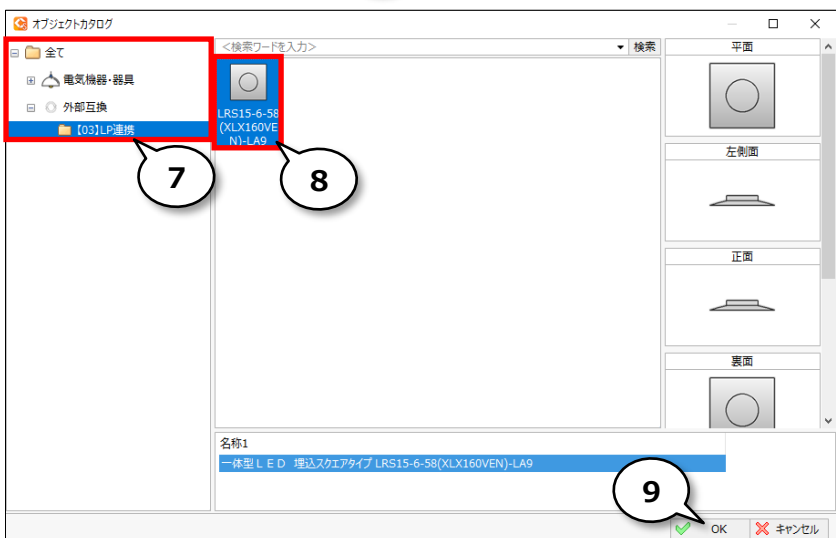 オブジェクトカタログ
全て
電気機器・器具
外部互換
【03】LP連携
7
<検索ワードを入力>
検索
LRS15-6-58
(XLX160VE
N)-LA9
8
平面
左側面
正面
裏面
名称1
一体型ＬＥＤ 埋込スクエアタイプ LRS15-6-58(XLX160VEN)-LA9
9
OK
キャンセル